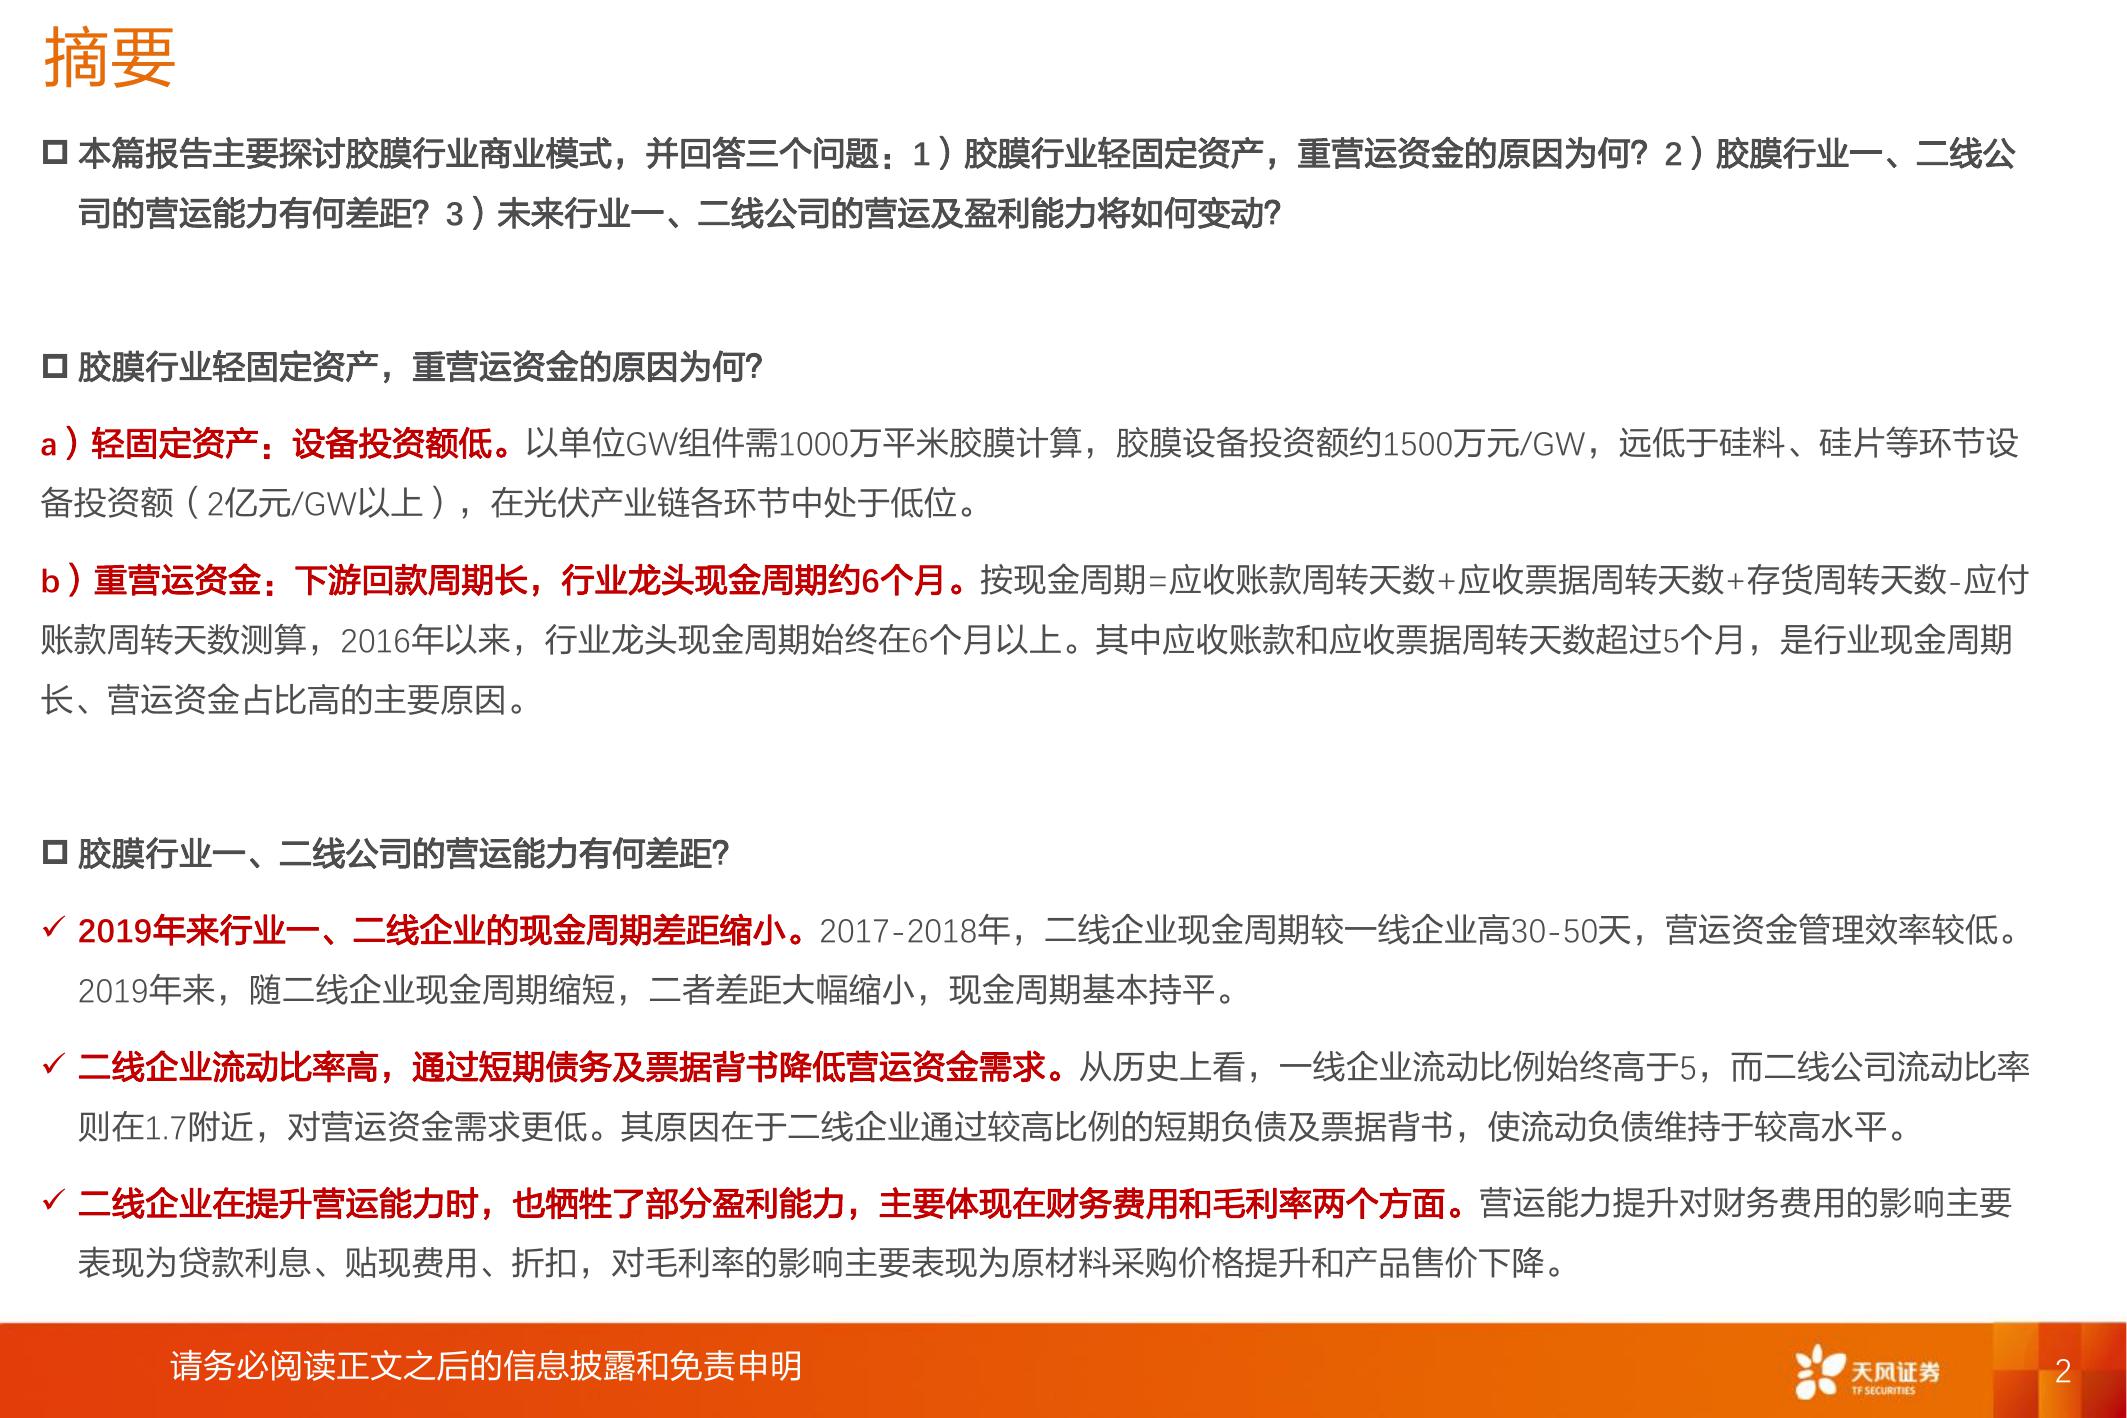 摘要
本篇报告主要探讨胶膜行业商业模式，并回答三个问题：1）胶膜行业轻固定资产，重营运资金的原因为何？2）胶膜行业一、二线公
司的营运能力有何差距？3）未来行业一、二线公司的营运及盈利能力将如何变动？
胶膜行业轻固定资产，重营运资金的原因为何？
a）轻固定资产：设备投资额低。以单位GW组件需1000万平米胶膜计算，胶膜设备投资额约1500万元/GW，远低于硅料、硅片等环节设
备投资额（2亿元/GW以上），在光伏产业链各环节中处于低位。
b）重营运资金：下游回款周期长，行业龙头现金周期约6个月。按现金周期=应收账款周转天数+应收票据周转天数+存货周转天数-应付
账款周转天数测算，2016年以来，行业龙头现金周期始终在6个月以上。其中应收账款和应收票据周转天数超过5个月，是行业现金周期
长、营运资金占比高的主要原因。
胶膜行业一、二线公司的营运能力有何差距？
✓ 2019年来行业一、二线企业的现金周期差距缩小。2017-2018年，二线企业现金周期较一线企业高30-50天，营运资金管理效率较低。
2019年来，随二线企业现金周期缩短，二者差距大幅缩小，现金周期基本持平。
✓ 二线企业流动比率高，通过短期债务及票据背书降低营运资金需求。从历史上看，一线企业流动比例始终高于5，而二线公司流动比率
则在1.7附近，对营运资金需求更低。其原因在于二线企业通过较高比例的短期负债及票据背书，使流动负债维持于较高水平。
✓ 二线企业在提升营运能力时，也牺牲了部分盈利能力，主要体现在财务费用和毛利率两个方面。营运能力提升对财务费用的影响主要
表现为贷款利息、贴现费用、折扣，对毛利率的影响主要表现为原材料采购价格提升和产品售价下降。
请务必阅读正文之后的信息披露和免责申明
天风证券
TF SECURITIES
2